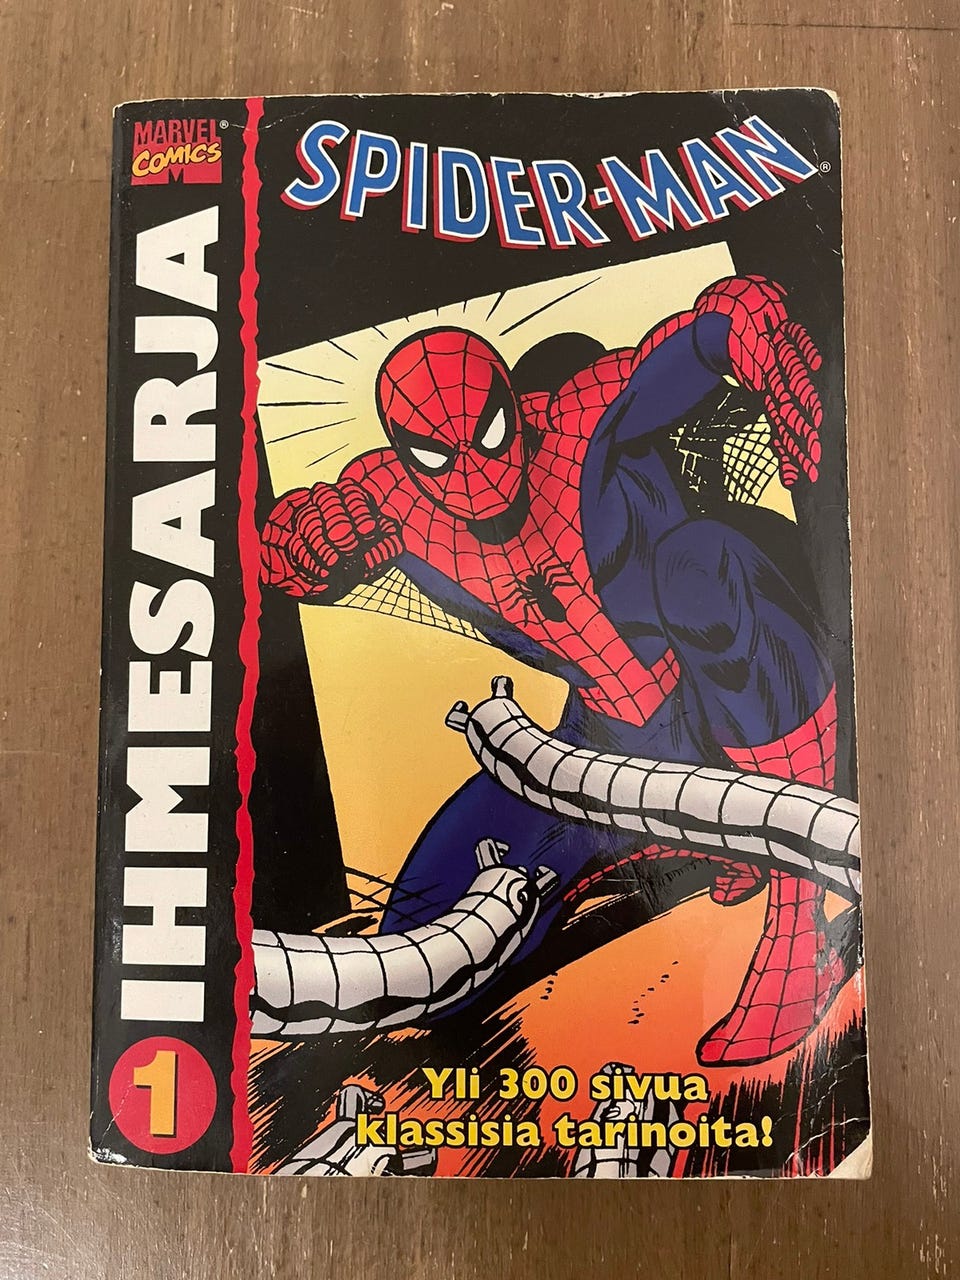 MARVEL®
COMICS
SPIDER-MAN®
IHMESARJA
1
Yli 300 sivua
klassisia tarinoita!